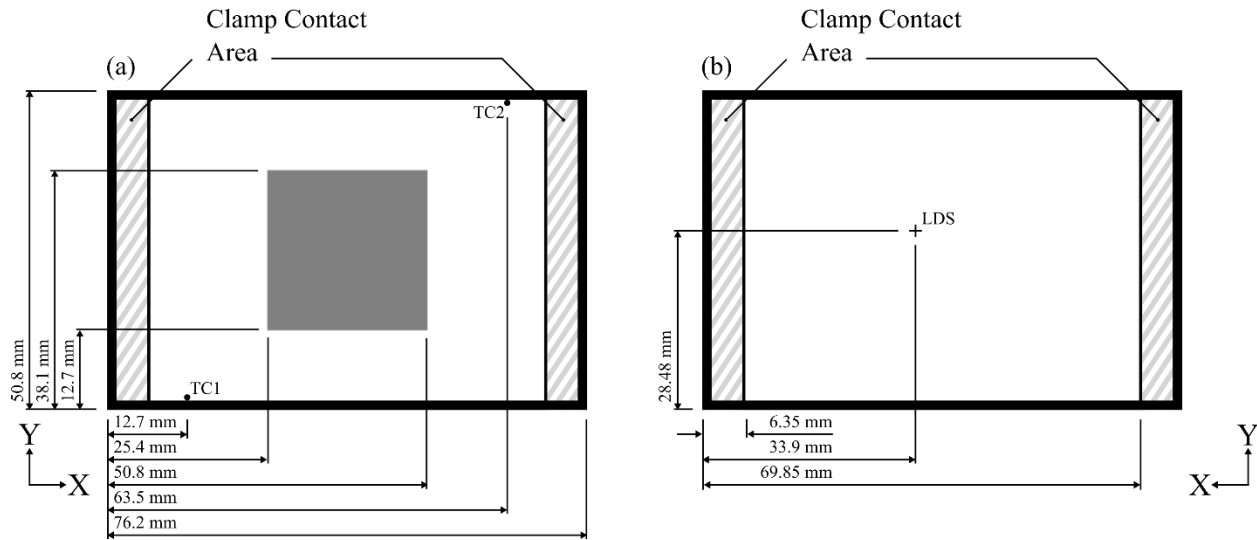 Clamp Contact
Area
(a)
TC2
TC1
50.8 mm
38.1 mm
12.7 mm
12.7 mm
25.4 mm
50.8 mm
63.5 mm
76.2 mm
Y
X
Clamp Contact
Area
(b)
LDS
28.48 mm
6.35 mm
33.9 mm
69.85 mm
Y
X